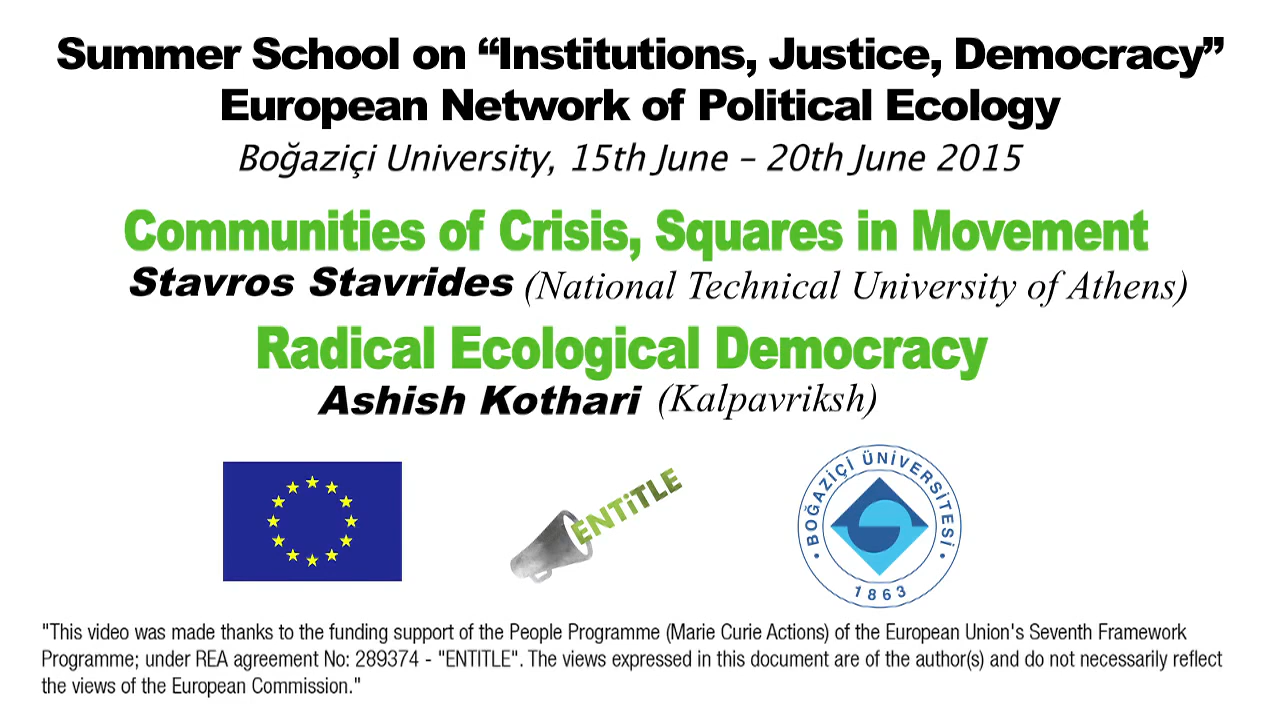 Summer School on “Institutions, Justice, Democracy”
European Network of Political Ecology
Boğaziçi University, 15th June – 20th June 2015
Communities of Crisis, Squares in Movement
Stavros Stavrides (National Technical University of Athens)
Radical Ecological Democracy
Ashish Kothari (Kalpavriksh)
ENTiTLE
BOĞAZİÇİ ÜNİVERSİTESİ
1863
"This video was made thanks to the funding support of the People Programme (Marie Curie Actions) of the European Union's Seventh Framework
Programme; under REA agreement No: 289374 - "ENTITLE". The views expressed in this document are of the author(s) and do not necessarily reflect
the views of the European Commission."